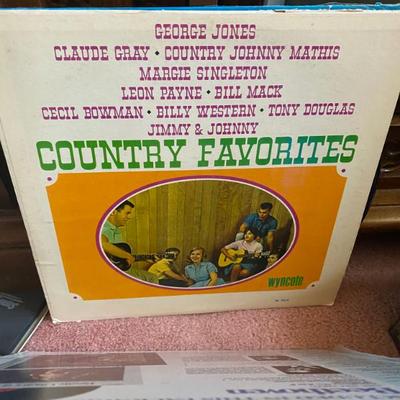 GEORGE JONES
CLAUDE GRAY • COUNTRY JOHNNY MATHIS
MARGIE SINGLETON
LEON PAYNE • BILL MACK
CECIL BOWMAN • BILLY WESTERN • TONY DOUGLAS
JIMMY & JOHNNY
COUNTRY FAVORITES
wyncote